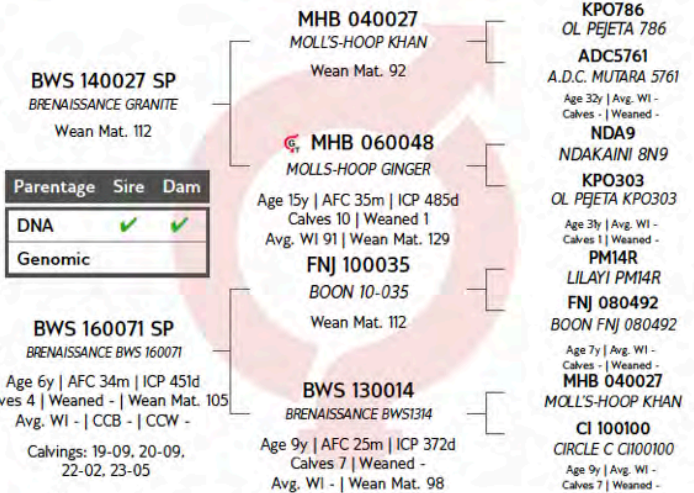 BWS 140027 SP
BRENAISSANCE GRANITE
Wean Mat. 112
Parentage Sire Dam
DNA ✔ ✔
Genomic
BWS 160071 SP
BRENAISSANCE BWS 160071
Age 6y | AFC 34m | ICP 451d
ves 4 | Weaned - | Wean Mat. 105
Avg. WI - | CCB - | CCW -
Calvings: 19-09, 20-09,
22-02, 23-05
MHB 040027
MOLL'S-HOOP KHAN
Wean Mat. 92
MHB 060048
MOLLS-HOOP GINGER
Age 15y | AFC 35m | ICP 485d
Calves 10 | Weaned 1
Avg. WI 91 | Wean Mat. 129
FNJ 100035
BOON 10-035
Wean Mat. 112
BWS 130014
BRENAISSANCE BWS1314
Age 9y | AFC 25m | ICP 372d
Calves 7 | Weaned -
Avg. WI - | Wean Mat. 98
KPO786
OL PEJETA 786
ADC5761
A.D.C. MUTARA 5761
Age 32y | Avg. WI -
Calves - | Weaned -
NDA9
NDAKAINI 8N9
KPO303
OL PEJETA KPO303
Age 31y | Avg. WI -
Calves 1 | Weaned -
PM14R
LILAYI PM14R
FNJ 080492
BOON FNJ 080492
Age 7y | Avg. WI -
Calves - | Weaned -
MHB 040027
MOLL'S-HOOP KHAN
CI 100100
CIRCLE C CI100100
Age 9y | Avg. WI -
Calves 7 | Weaned -